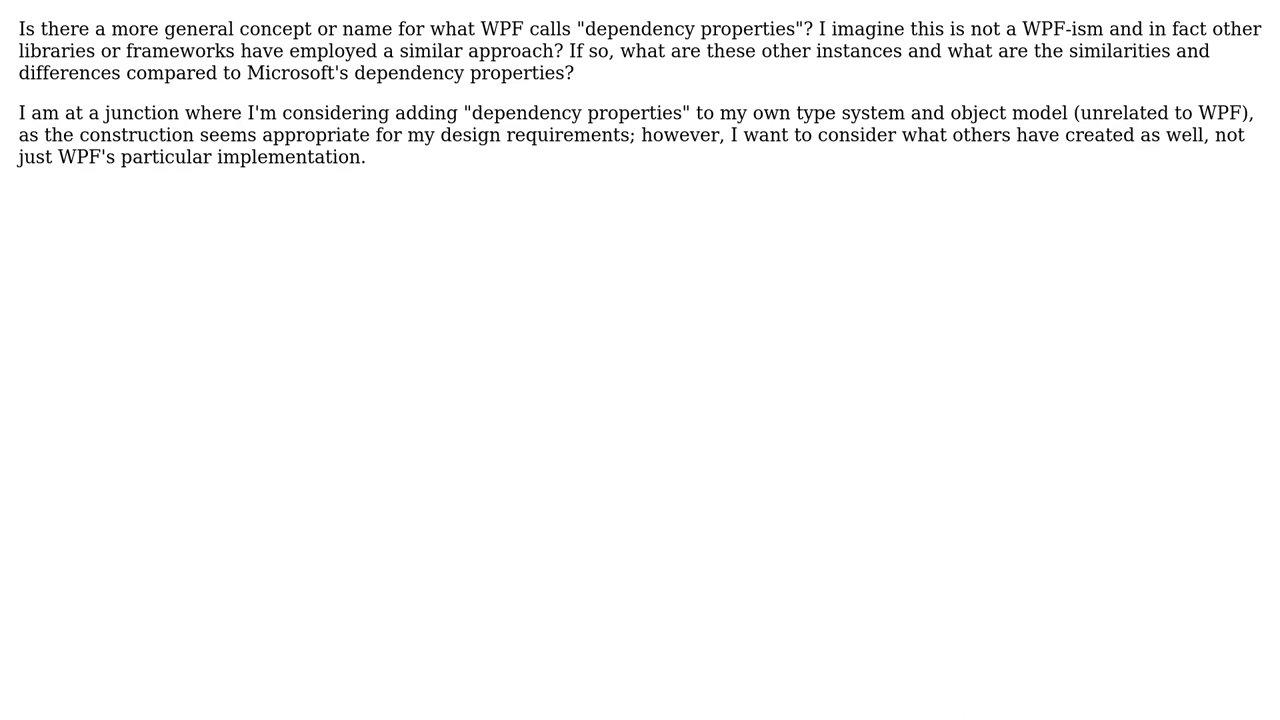 Is there a more general concept or name for what WPF calls "dependency properties"? I imagine this is not a WPF-ism and in fact other
libraries or frameworks have employed a similar approach? If so, what are these other instances and what are the similarities and
differences compared to Microsoft's dependency properties?
I am at a junction where I'm considering adding "dependency properties" to my own type system and object model (unrelated to WPF),
as the construction seems appropriate for my design requirements; however, I want to consider what others have created as well, not
just WPF's particular implementation.